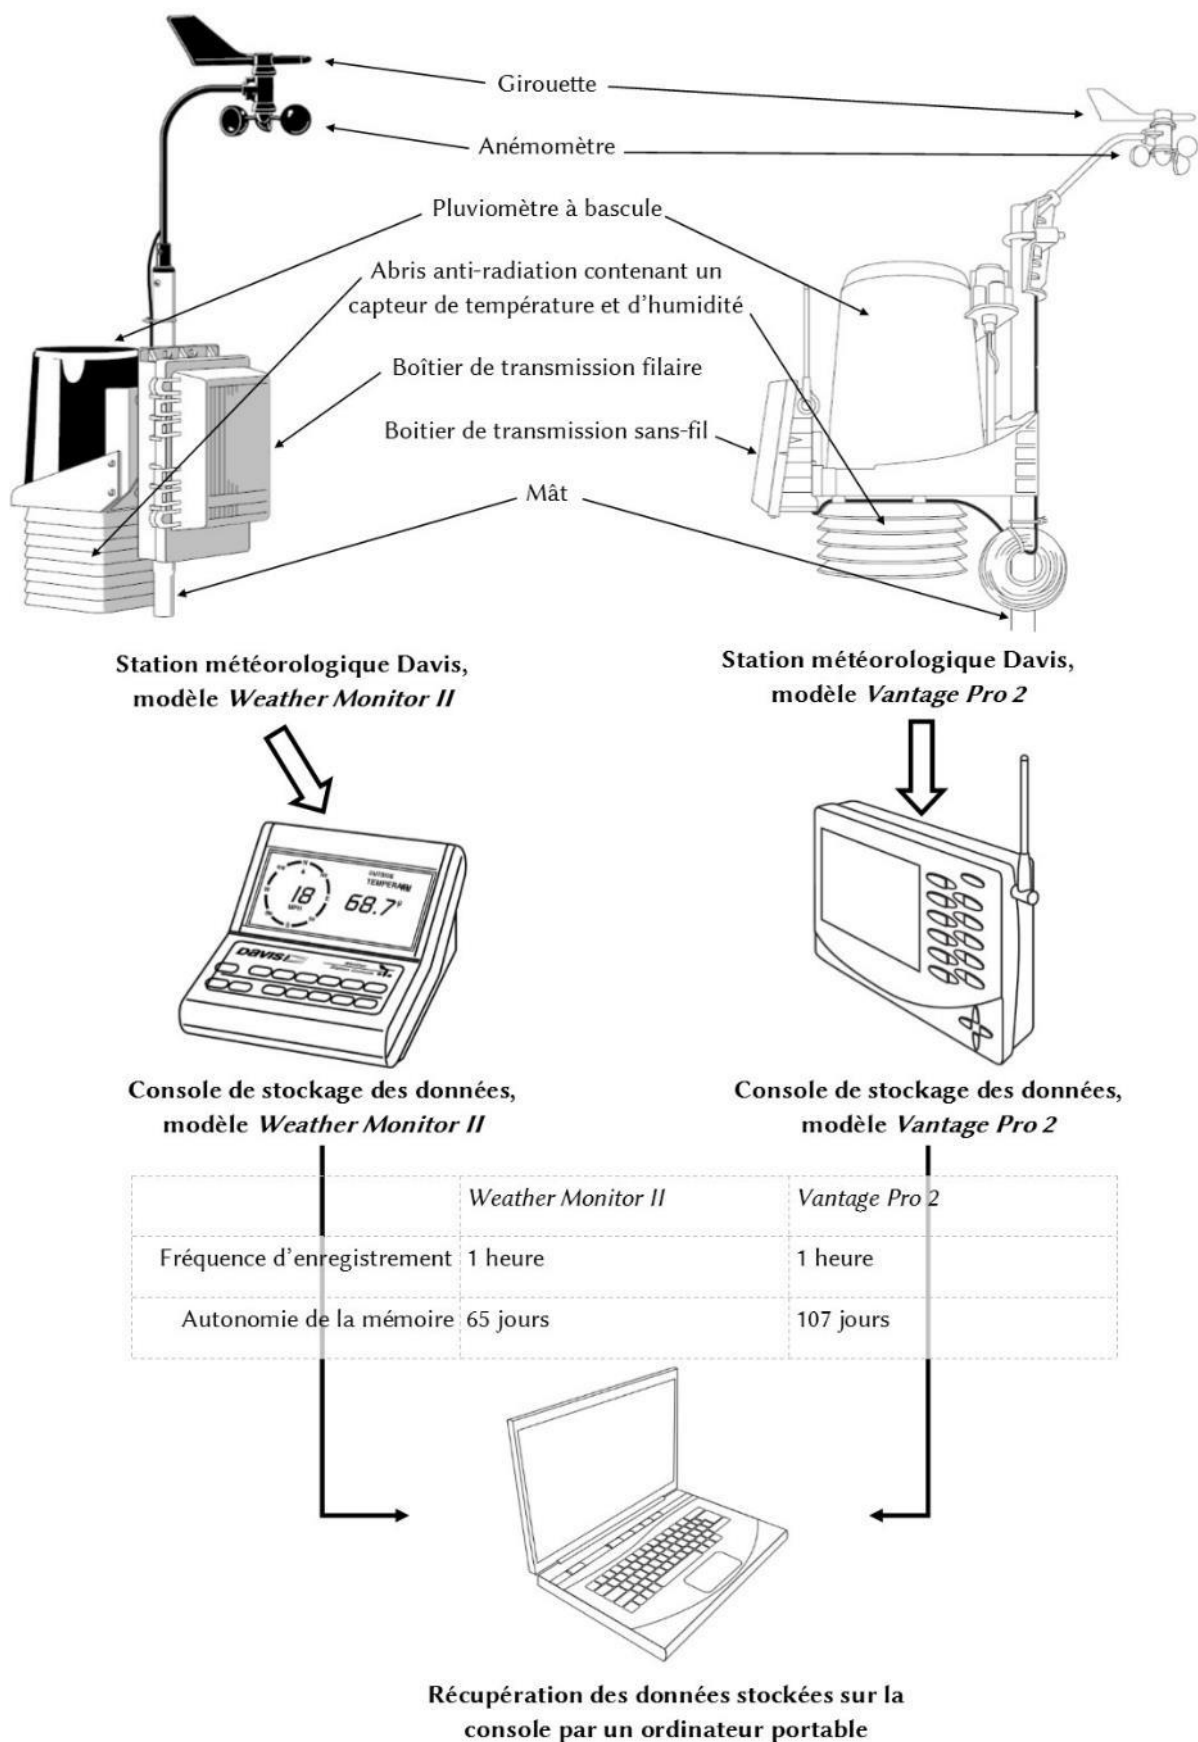 Girouette
Anémomètre
Pluviomètre à bascule
Abris anti-radiation contenant un
capteur de température et d'humidité
Boîtier de transmission filaire
Boitier de transmission sans-fil
Mât
Station météorologique Davis,
modèle Weather Monitor II
Station météorologique Davis,
modèle Vantage Pro 2
18
MPH
OUTSIDE
68.7°
DAVIS
Console de stockage des données,
modèle Weather Monitor II
Console de stockage des données,
modèle Vantage Pro 2
Weather Monitor II Vantage Pro 2
Fréquence d'enregistrement 1 heure 1 heure
Autonomie de la mémoire 65 jours 107 jours
Récupération des données stockées sur la
console par un ordinateur portable